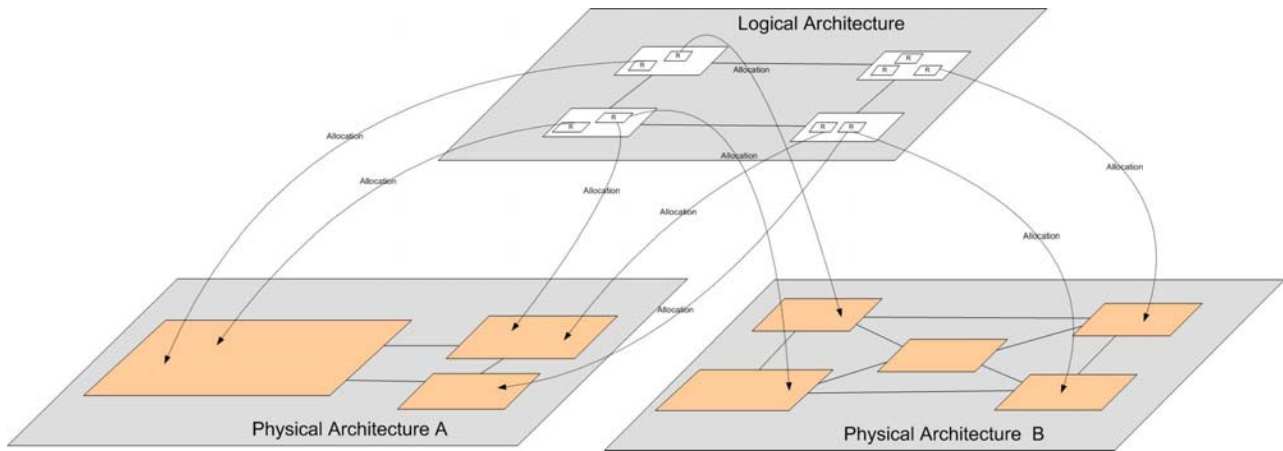 Logical Architecture
R
R
R
R
R
Allocation
R
R
R
R
Allocation
Allocation
Allocation
Allocation
Allocation
Allocation
Allocation
Allocation
Physical Architecture A
Physical Architecture B